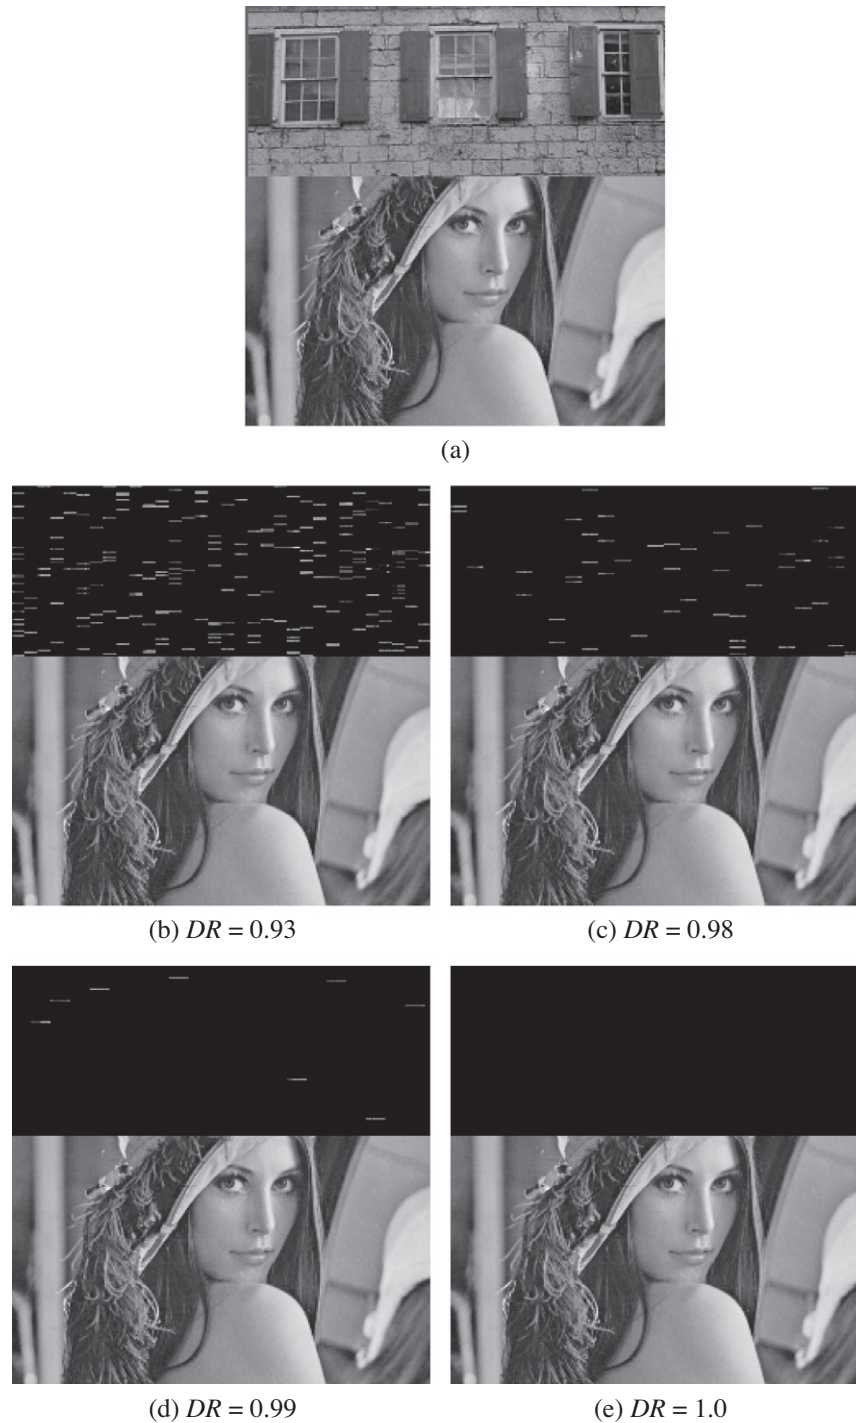 (a)
(b) DR = 0.93
(c) DR = 0.98
(d) DR = 0.99
(e) DR = 1.0